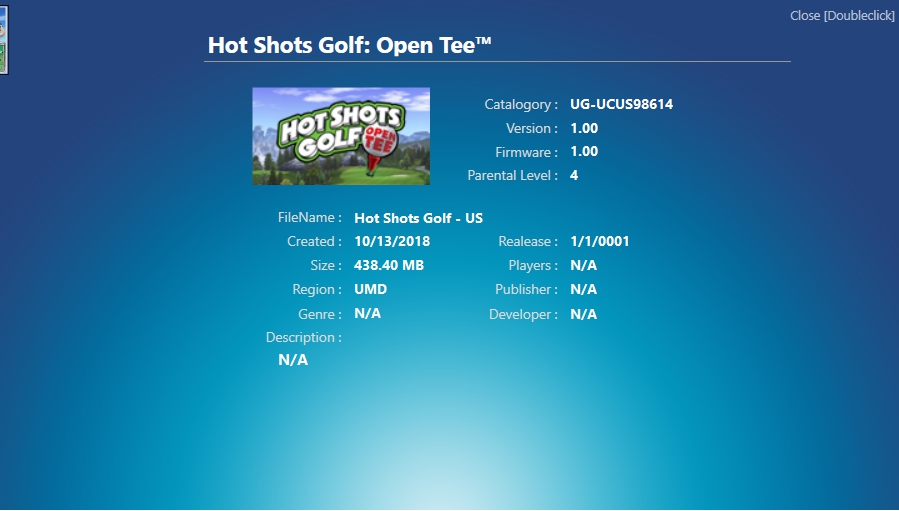 Close [Doubleclick]
Hot Shots Golf: Open Tee™
HOT SHOTS
GOLF
OPEN
TEE
Catalogory : UG-UCUS98614
Version : 1.00
Firmware : 1.00
Parental Level : 4
FileName : Hot Shots Golf - US
Created : 10/13/2018 Realease : 1/1/0001
Size : 438.40 MB Players : N/A
Region : UMD Publisher : N/A
Genre : N/A Developer : N/A
Description :
N/A